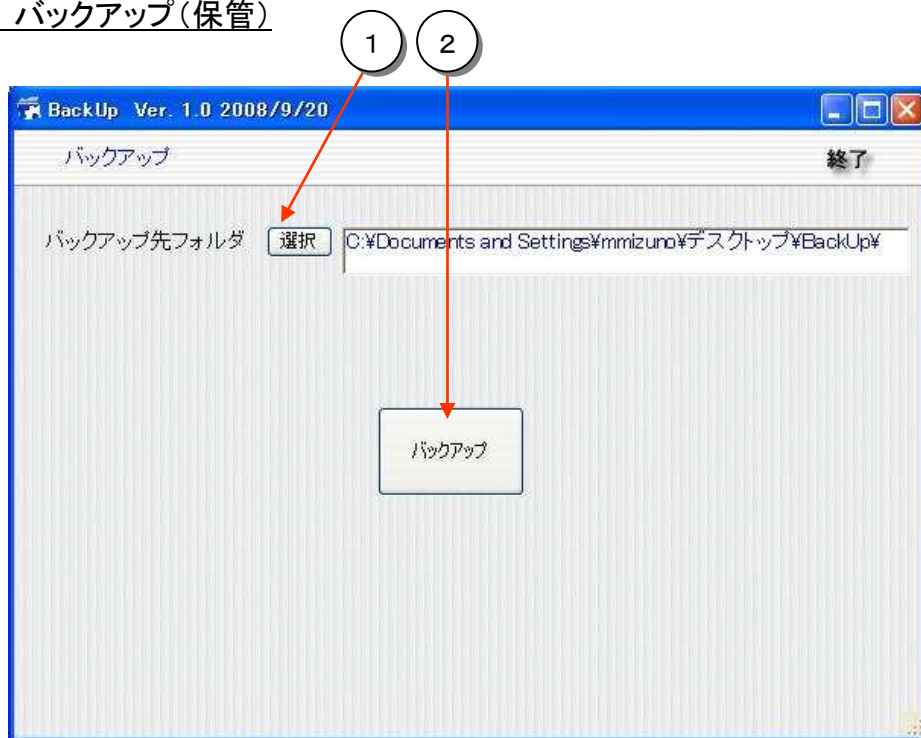 バックアップ（保管）
1 2
BackUp Ver. 1.0 2008/9/20
バックアップ 終了
バックアップ先フォルダ 選択 C:¥Documents and Settings¥mmizuno¥デスクトップ¥BackUp¥
バックアップ